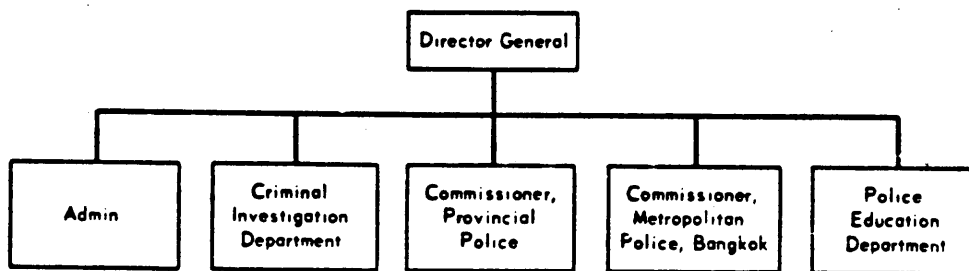 Director General
Admin
Criminal
Investigation
Department
Commissioner,
Provincial
Police
Commissioner,
Metropolitan
Police, Bangkok
Police
Education
Department